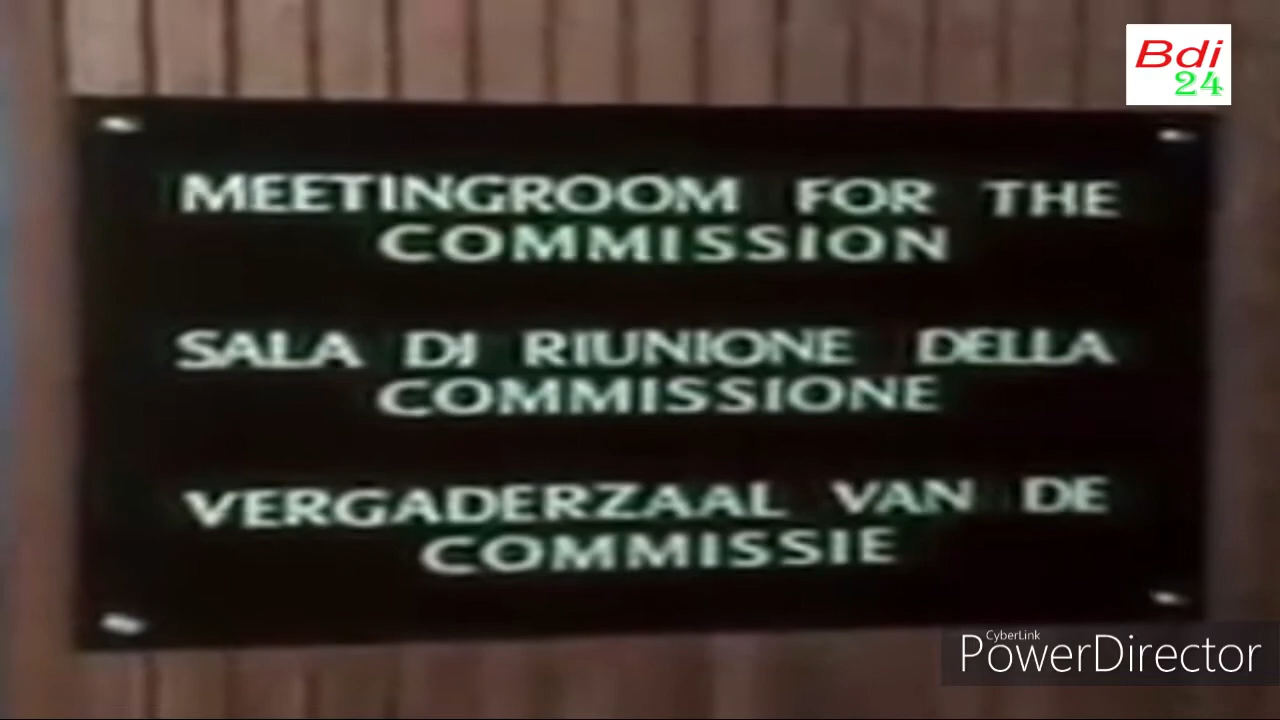 Bdi
24
MEETINGROOM FOR THE
COMMISSION
SALA DI RIUNIONE DELLA
COMMISSIONE
VERGADERZAAL VAN DE
COMMISSIE
CyberLink
PowerDirector